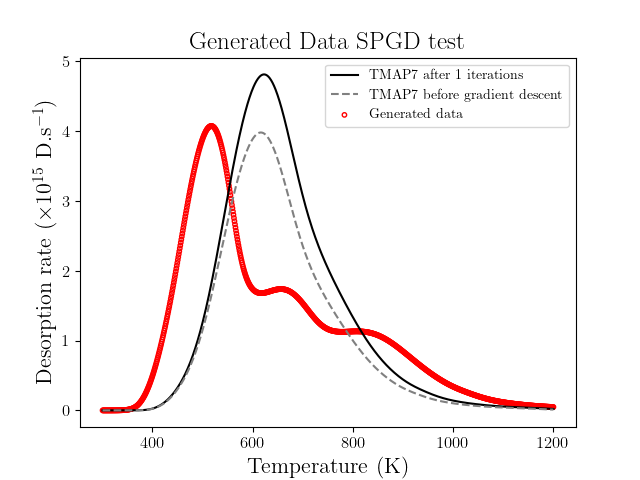 Generated Data SPGD test
TMAP7 after 1 iterations
TMAP7 before gradient descent
Generated data
Desorption rate (×10¹⁵ D.s⁻¹)
5
4
3
2
1
0
400 600 800 1000 1200
Temperature (K)